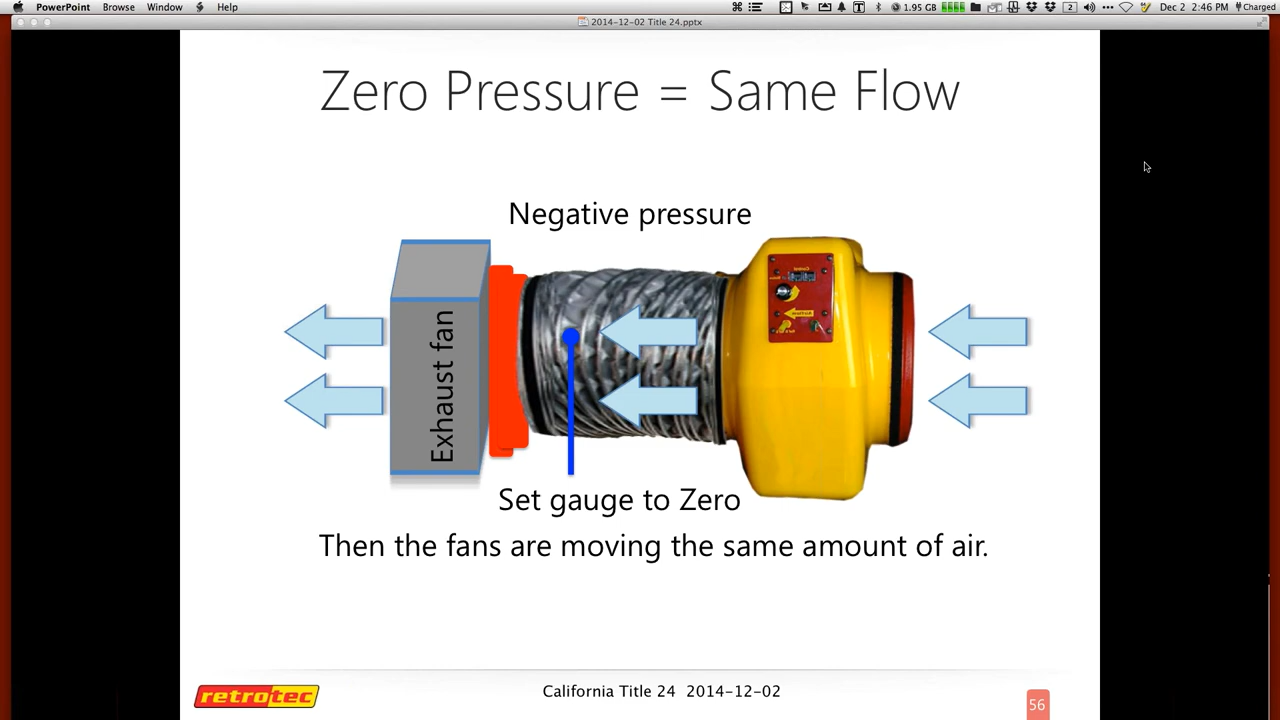 PowerPoint Browse Window Help
1.95 GB
2
Dec 2 2:46 PM Charged
2014-12-02 Title 24.pptx
Zero Pressure = Same Flow
Negative pressure
Exhaust fan
Set gauge to Zero
Then the fans are moving the same amount of air.
retrotec
California Title 24 2014-12-02
56